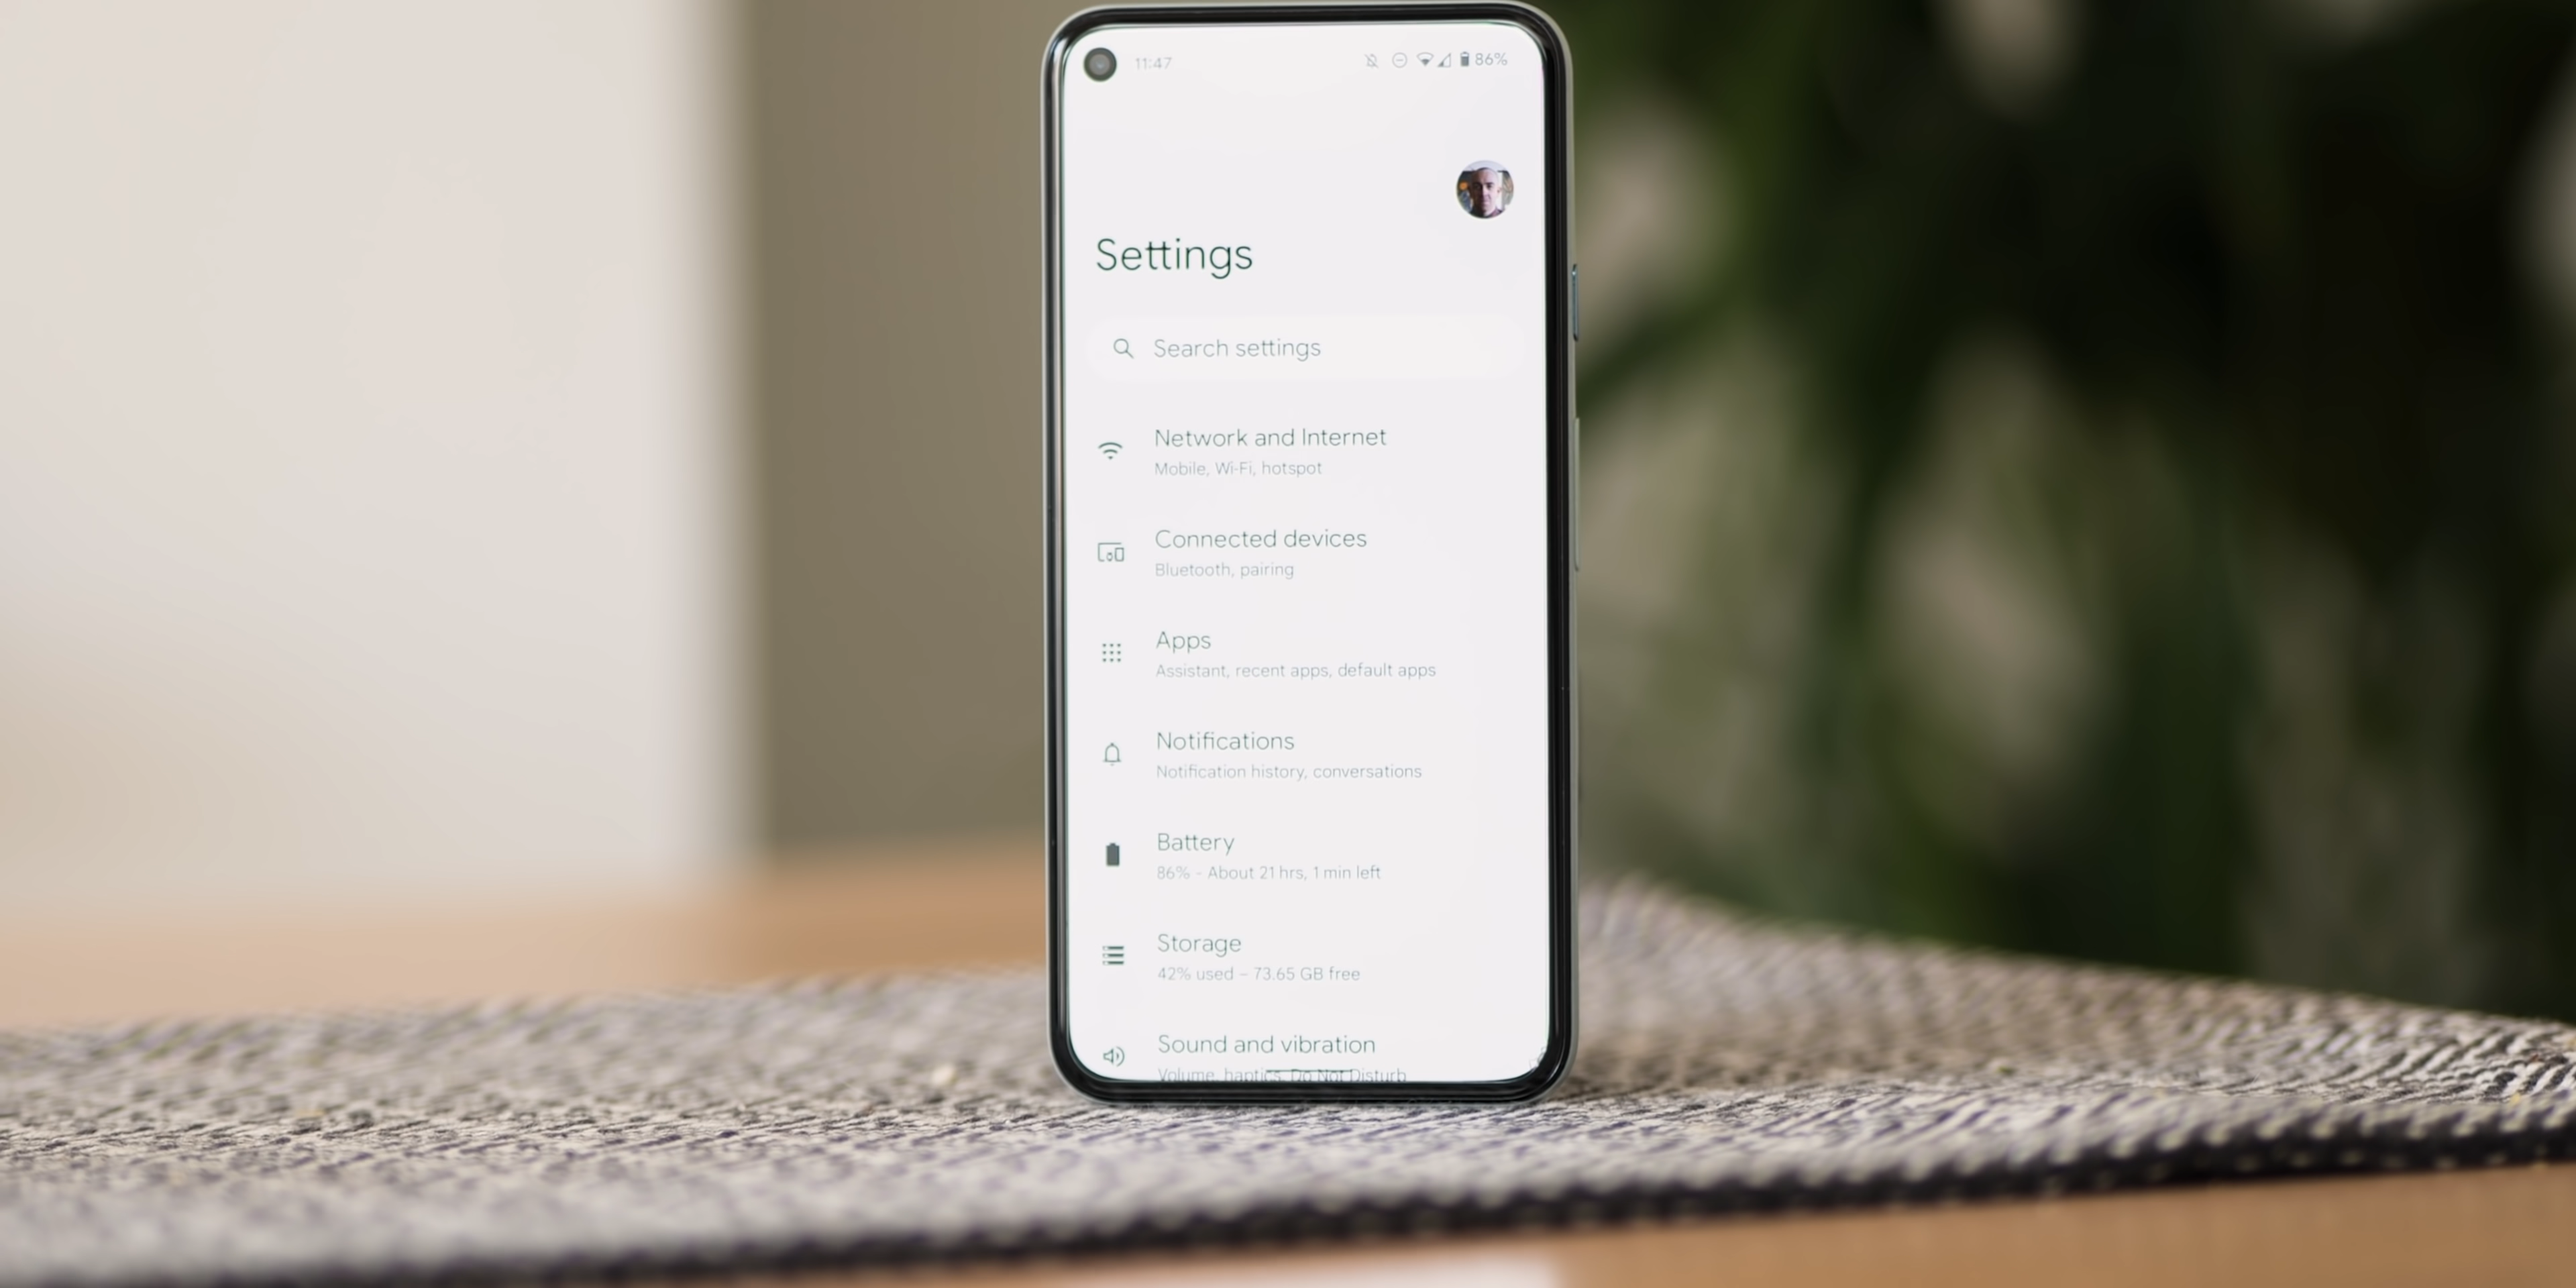 11:47 86%
Settings
Search settings
Network and Internet
Mobile, Wi-Fi, hotspot
Connected devices
Bluetooth, pairing
Apps
Assistant, recent apps, default apps
Notifications
Notification history, conversations
Battery
86% - About 21 hrs, 1 min left
Storage
42% used – 73.65 GB free
Sound and vibration
Volume, haptics, Do Not Disturb